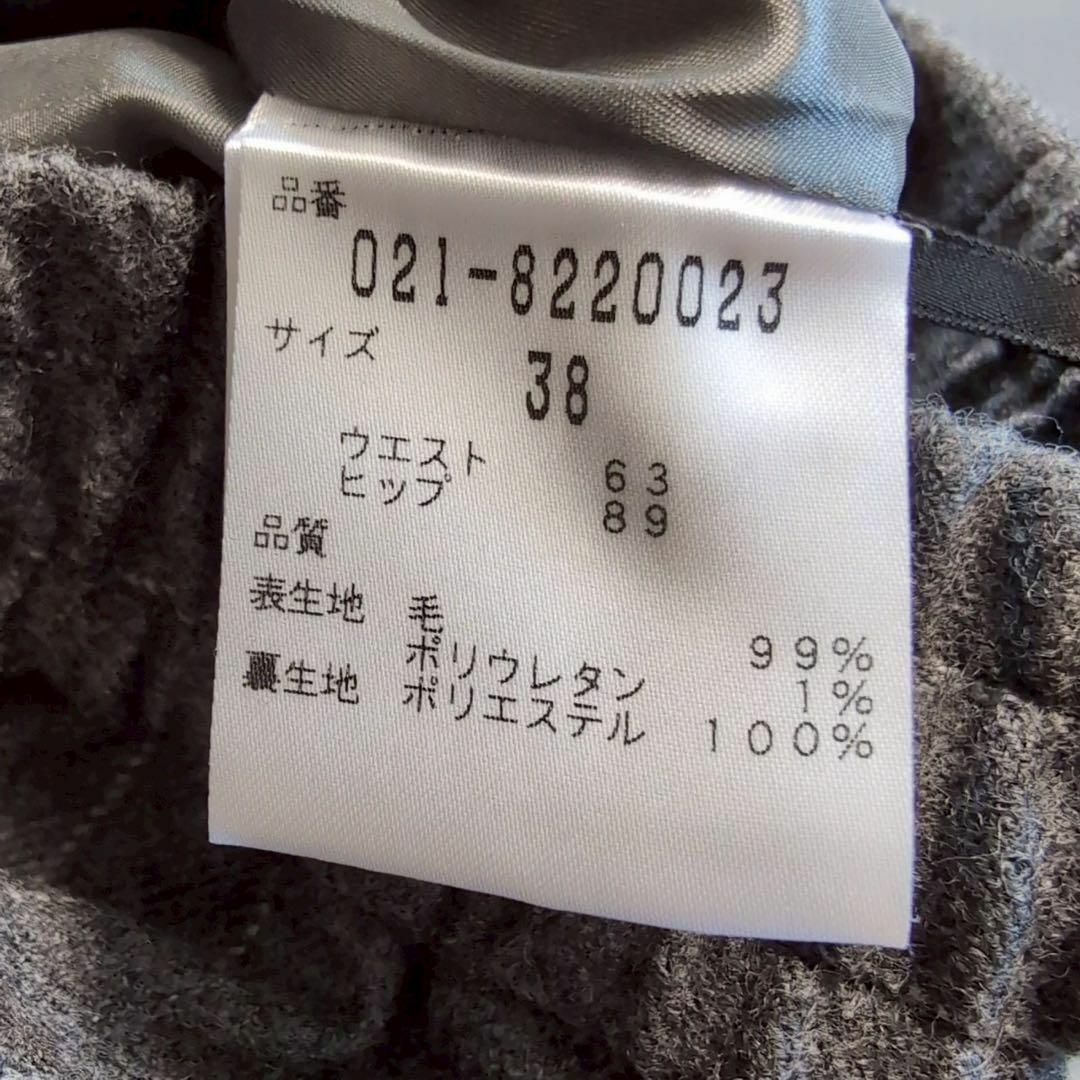 品番
021-8220023
サイズ
38
ウエスト 63
ヒップ 89
品質
表生地 毛 99%
ポリウレタン 1%
裏生地 ポリエステル 100%